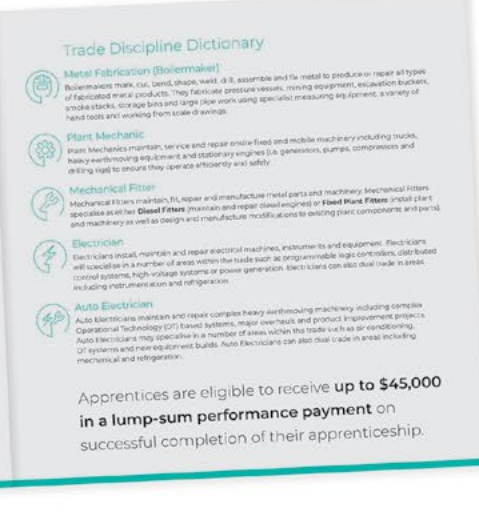 Trade Discipline Dictionary
Metal Fabrication (Boilermaker)
Boilermakers mark, cut, bend, shape, weld, drill, assemble and fix metal to produce or repair all types
of fabricated metal products. They fabricate pressure vessels, mining equipment, excavation buckets,
smoke stacks, storage bins and large pipe work using specialist measuring equipment, a variety of
hand tools and working from scale drawings.
Plant Mechanic
Plant Mechanics maintain, service and repair onsite fixed and mobile machinery including trucks,
heavy earthmoving equipment and stationary engines (i.e. generators, pumps, compressors and
drilling rigs) to ensure they operate efficiently and safely.
Mechanical Fitter
Mechanical Fitters maintain, fit, repair and manufacture metal parts and machinery. Mechanical Fitters
specialise as either Diesel Fitters (maintain and repair diesel engines) or Fixed Plant Fitters (install plant
and machinery as well as design and manufacture modifications to existing plant components and parts).
Electrician
Electricians install, maintain and repair electrical machines, instruments and equipment. Electricians
will specialise in a number of areas within the trade such as programmable logic controllers, distributed
control systems, high-voltage systems or power generation. Electricians can also dual trade in areas
including instrumentation and refrigeration.
Auto Electrician
Auto Electricians maintain and repair complex heavy earthmoving machinery including complex
Operational Technology (OT) based systems, major overhauls and product improvement projects.
Auto Electricians may specialise in a number of areas within the trade such as air conditioning,
OT systems and new equipment builds. Auto Electricians can also dual trade in areas including
mechanical and refrigeration.
Apprentices are eligible to receive up to $45,000
in a lump-sum performance payment on
successful completion of their apprenticeship.